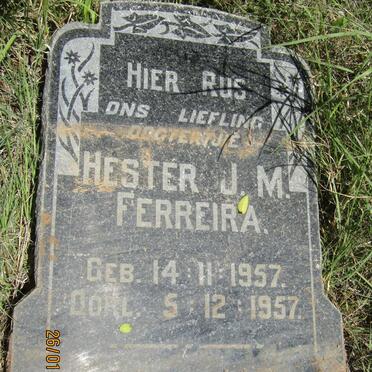 HIER RUS
ONS LIEFLING
DOGTERTJIE
HESTER J. M.
FERREIRA.
GEB. 14·11·1957.
OORL. 5·12·1957.
26/01